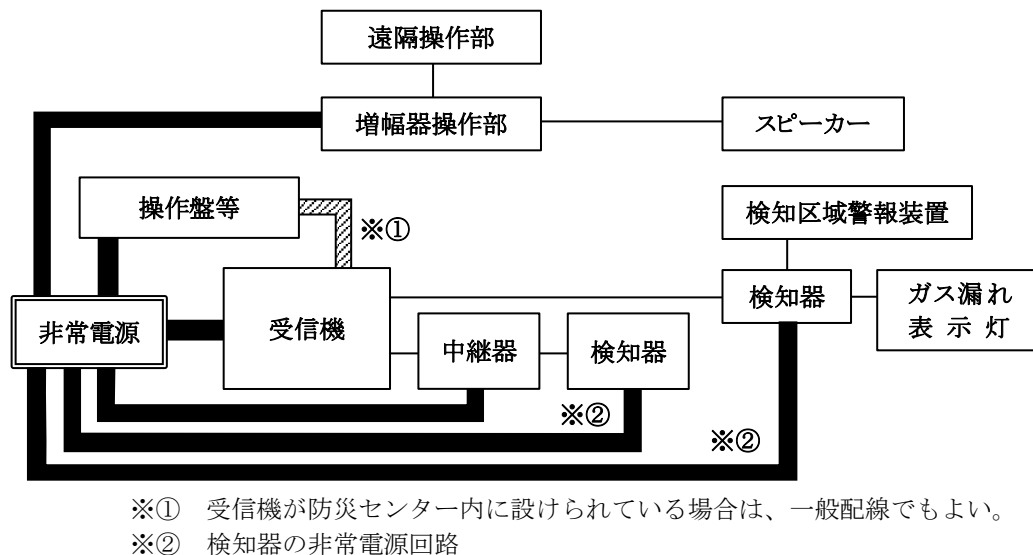 遠隔操作部
増幅器操作部
スピーカー
操作盤等
※①
検知区域警報装置
非常電源
受信機
検知器
ガス漏れ
表示灯
中継器
検知器
※②
※②
※① 受信機が防災センター内に設けられている場合は、一般配線でもよい。
※② 検知器の非常電源回路